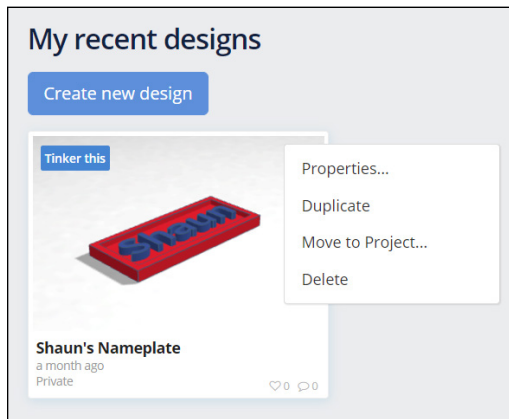 My recent designs
Create new design
Tinker this
Shaun
Properties...
Duplicate
Move to Project...
Delete
Shaun's Nameplate
a month ago
Private
0 0